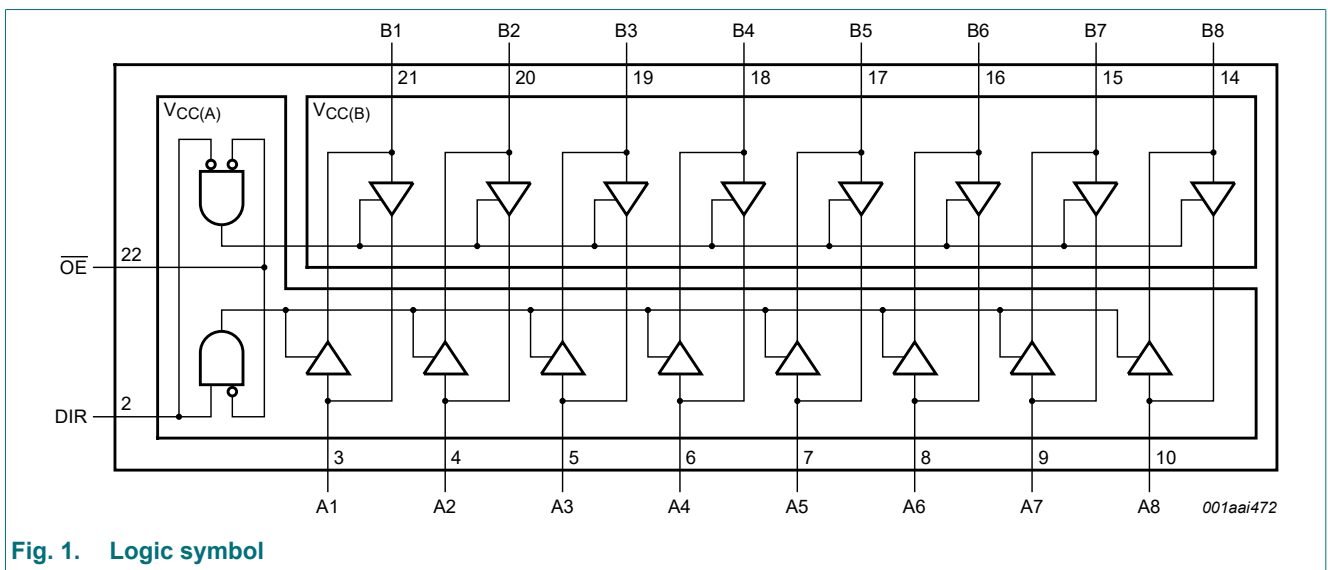 B1 B2 B3 B4 B5 B6 B7 B8
21 20 19 18 17 16 15 14
VCC(A) VCC(B)
OE 22
DIR 2
3 4 5 6 7 8 9 10
A1 A2 A3 A4 A5 A6 A7 A8 001aai472
Fig. 1. Logic symbol